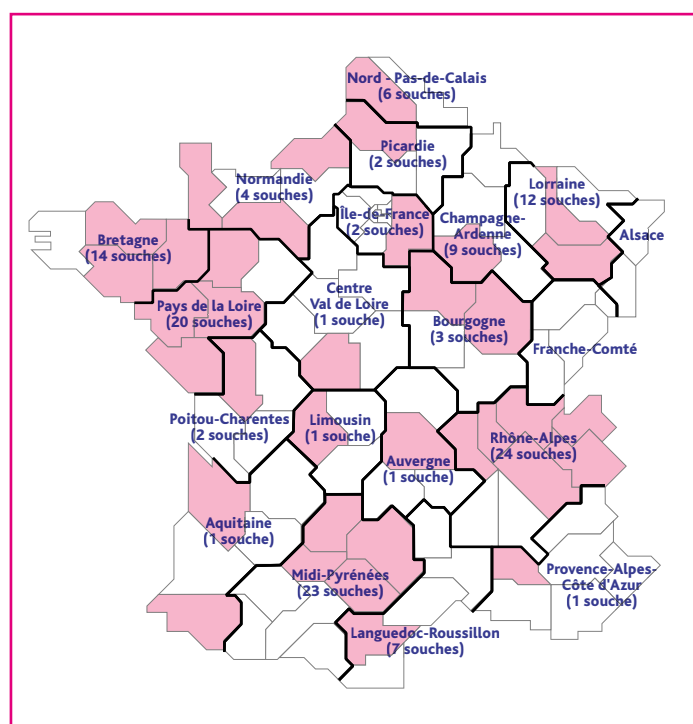 Nord - Pas-de-Calais
(6 souches)
Picardie
(2 souches)
Normandie
(4 souches)
Lorraine
(12 souches)
Île-de-France
(2 souches)
Champagne-
Ardenne
(9 souches)
Alsace
Bretagne
(14 souches)
Centre
Val de Loire
(1 souche)
Pays de la Loire
(20 souches)
Bourgogne
(3 souches)
Franche-Comté
Poitou-Charentes
(2 souches)
Limousin
(1 souche)
Rhône-Alpes
(24 souches)
Auvergne
(1 souche)
Aquitaine
(1 souche)
Midi-Pyrénées
(23 souches)
Provence-Alpes-
Côte d'Azur
(1 souche)
Languedoc-Roussillon
(7 souches)